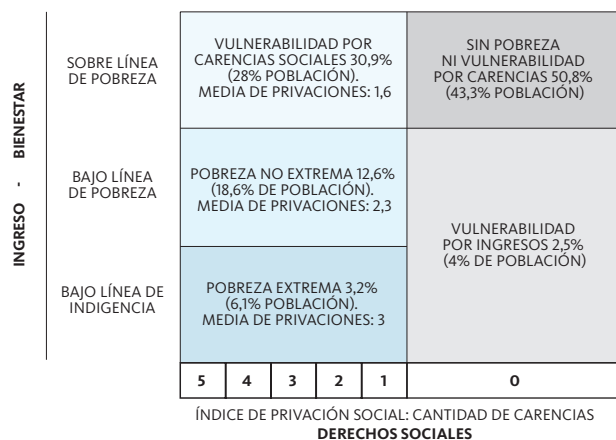 INGRESO - BIENESTAR
SOBRE LÍNEA
DE POBREZA
VULNERABILIDAD POR
CARENCIAS SOCIALES 30,9%
(28% POBLACIÓN).
MEDIA DE PRIVACIONES: 1,6
SIN POBREZA
NI VULNERABILIDAD
POR CARENCIAS 50,8%
(43,3% POBLACIÓN)
BAJO LÍNEA
DE POBREZA
POBREZA NO EXTREMA 12,6%
(18,6% DE POBLACIÓN).
MEDIA DE PRIVACIONES: 2,3
VULNERABILIDAD
POR INGRESOS 2,5%
(4% DE POBLACIÓN)
BAJO LÍNEA DE
INDIGENCIA
POBREZA EXTREMA 3,2%
(6,1% POBLACIÓN).
MEDIA DE PRIVACIONES: 3
5 4 3 2 1 0
ÍNDICE DE PRIVACIÓN SOCIAL: CANTIDAD DE CARENCIAS
DERECHOS SOCIALES